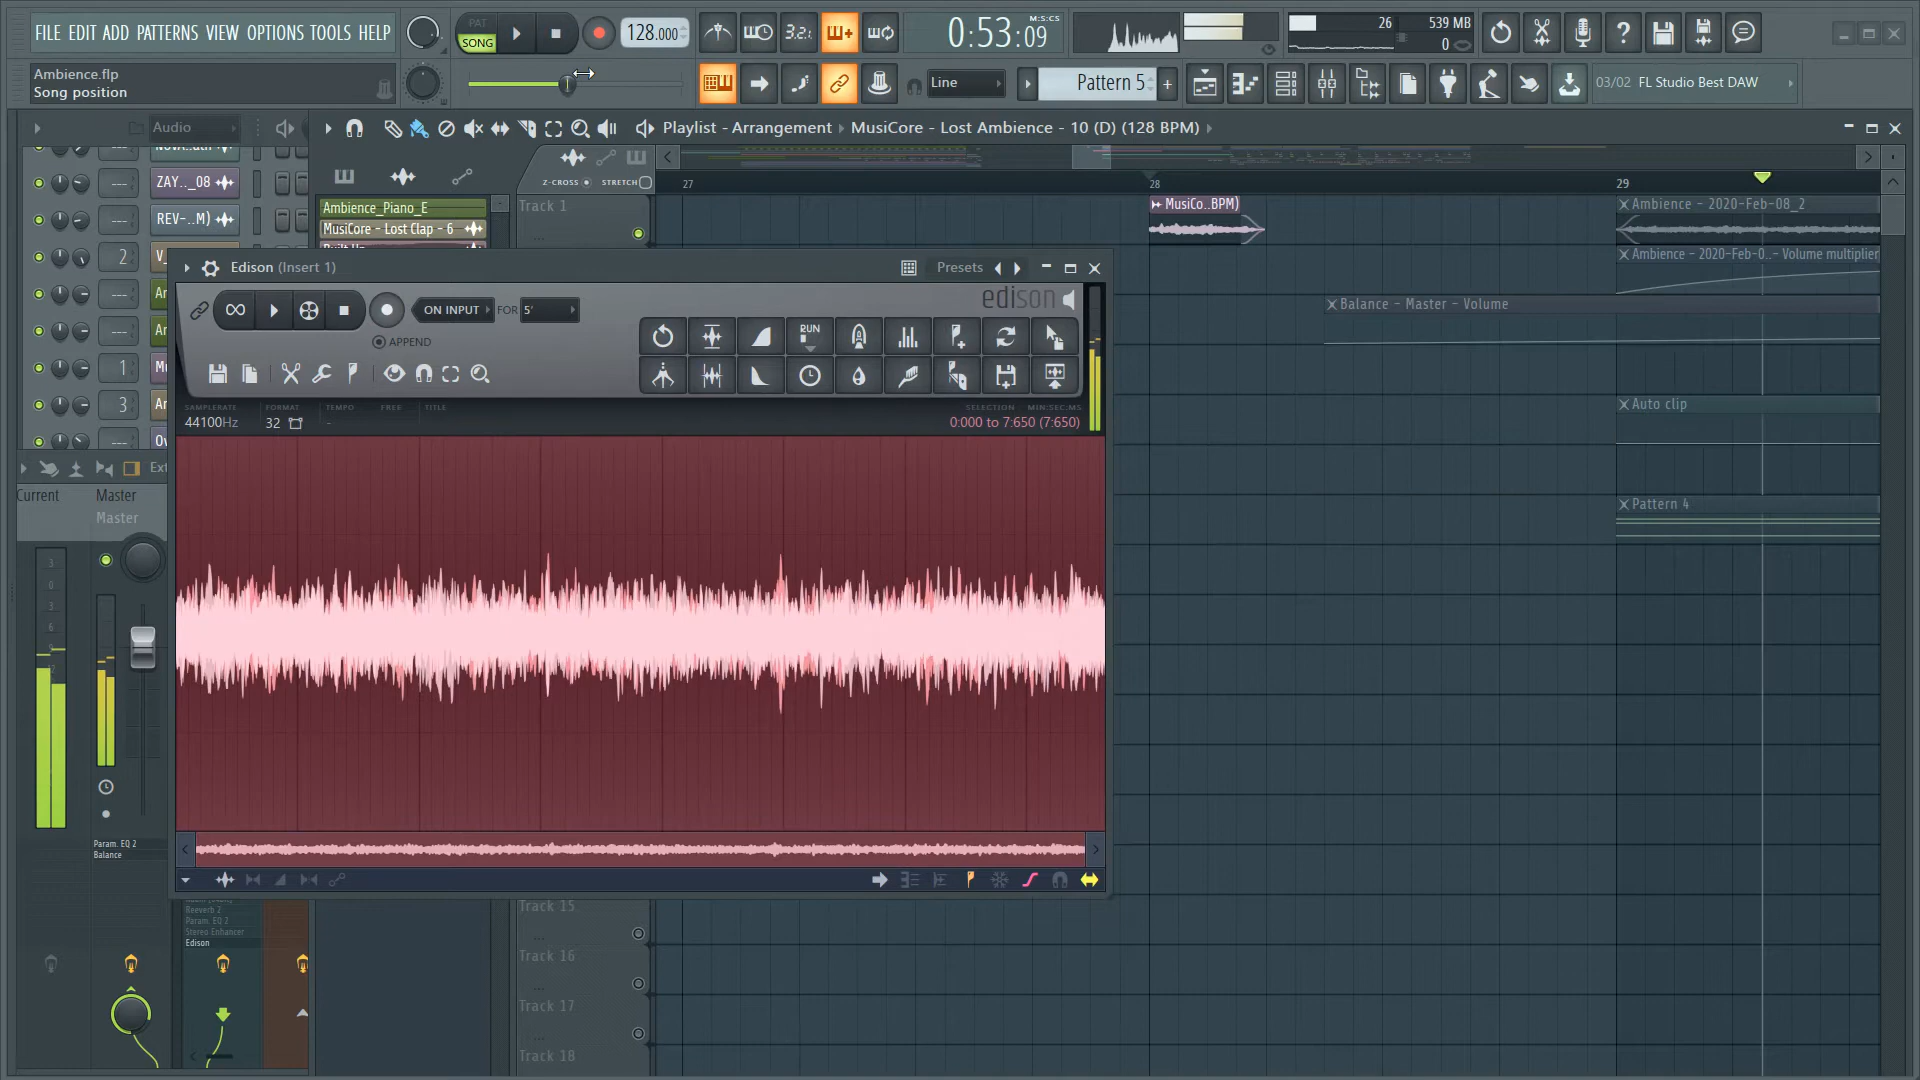 FILE EDIT ADD PATTERNS VIEW OPTIONS TOOLS HELP
PAT
SONG
128.000
3.2.1
0:53:09
M:S:CS
26
539 MB
0
Ambience.flp
Song position
Line
Pattern 5
03/02 FL Studio Best DAW
Audio
Playlist - Arrangement
MusiCore - Lost Ambience - 10 (D) (128 BPM)
Z-CROSS
STRETCH
27
28
29
ZAY.._08
REV-..M)
2
V_
1
3
Ambience_Piano_E
MusiCore - Lost Clap - 6
Track 1
MusiCo..BPM)
Ambience - 2020-Feb-08_2
Ambience - 2020-Feb-0..- Volume multiplier
Balance - Master - Volume
Auto clip
Pattern 4
Edison (Insert 1)
Presets
edison
ON INPUT
FOR
5'
APPEND
RUN
SAMPLERATE
44100Hz
FORMAT
32
TEMPO
-
FREE
TITLE
SELECTION
MIN:SEC:MS
0:000 to 7:650 (7:650)
Ext
Current
Master
Master
3
0
3
6
9
Param. EQ 2
Balance
Reeverb 2
Param. EQ 2
Stereo Enhancer
Edison
Track 15
Track 16
Track 17
Track 18